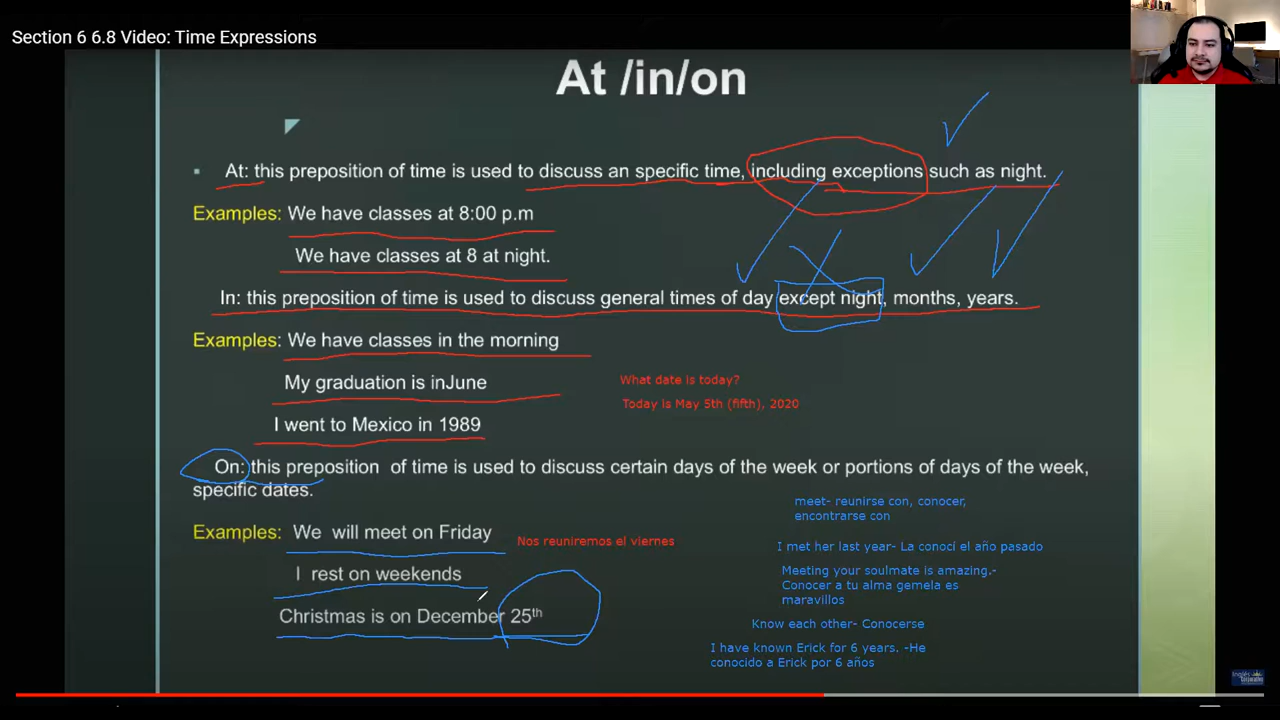 Section 6 6.8 Video: Time Expressions
At /in/on
At: this preposition of time is used to discuss an specific time, including exceptions such as night.
Examples: We have classes at 8:00 p.m
We have classes at 8 at night.
In: this preposition of time is used to discuss general times of day except night, months, years.
Examples: We have classes in the morning
My graduation is inJune
I went to Mexico in 1989
What date is today?
Today is May 5th (fifth), 2020
On: this preposition of time is used to discuss certain days of the week or portions of days of the week,
specific dates.
Examples: We will meet on Friday
Nos reuniremos el viernes
I rest on weekends
Christmas is on December 25th
meet- reunirse con, conocer,
encontrarse con
I met her last year- La conocí el año pasado
Meeting your soulmate is amazing.-
Conocer a tu alma gemela es
maravillos
Know each other- Conocerse
I have known Erick for 6 years. -He
conocido a Erick por 6 años